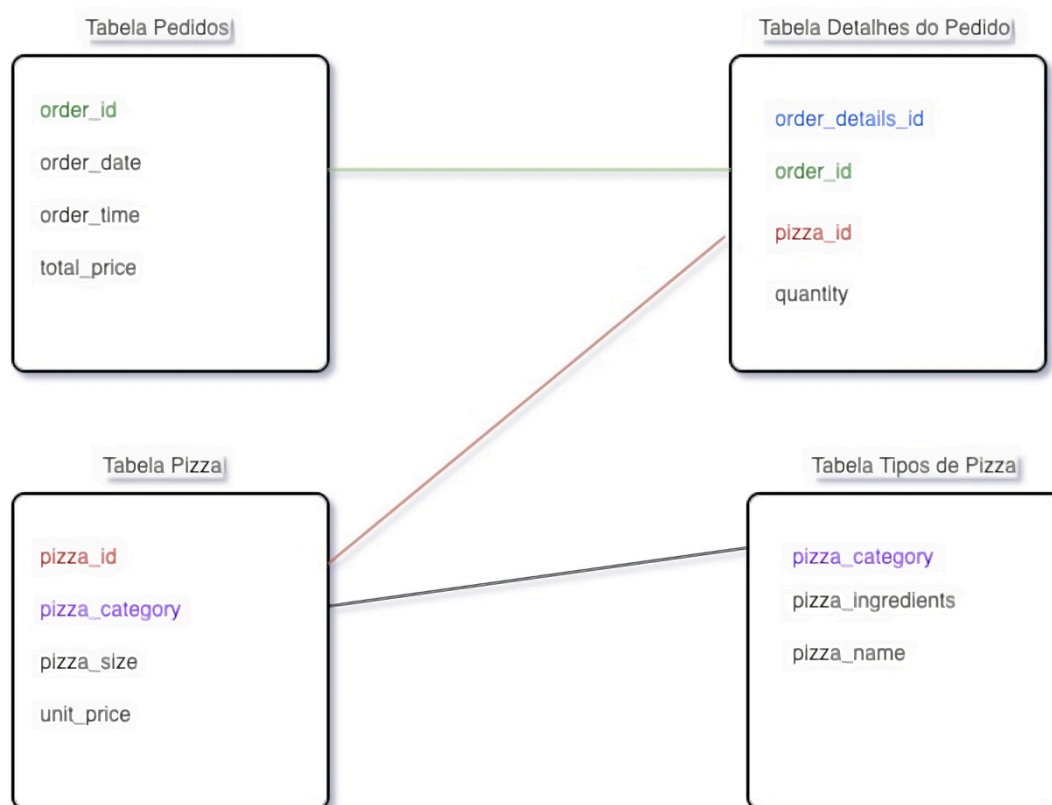 Tabela Pedidos
order_id
order_date
order_time
total_price
Tabela Detalhes do Pedido
order_details_id
order_id
pizza_id
quantity
Tabela Pizza
pizza_id
pizza_category
pizza_size
unit_price
Tabela Tipos de Pizza
pizza_category
pizza_ingredients
pizza_name